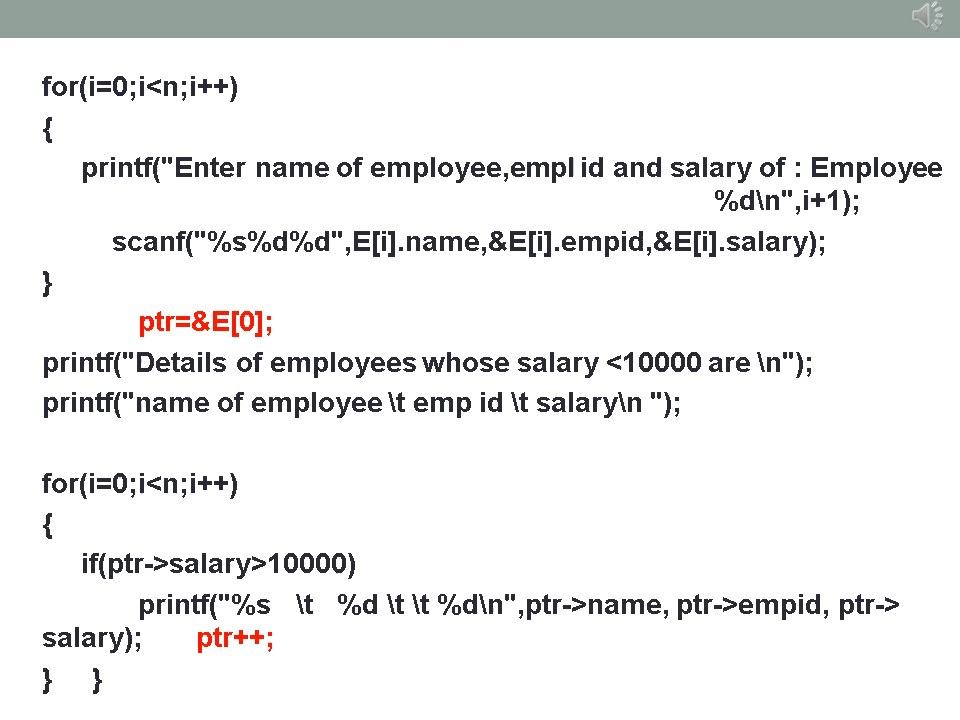 for(i=0;i<n;i++)
{
printf("Enter name of employee,empl id and salary of : Employee
%d\n",i+1);
scanf("%s%d%d",E[i].name,&E[i].empid,&E[i].salary);
}
ptr=&E[0];
printf("Details of employees whose salary <10000 are \n");
printf("name of employee \t emp id \t salary\n ");
for(i=0;i<n;i++)
{
if(ptr->salary>10000)
printf("%s \t %d \t \t %d\n",ptr->name, ptr->empid, ptr->
salary); ptr++;
} }